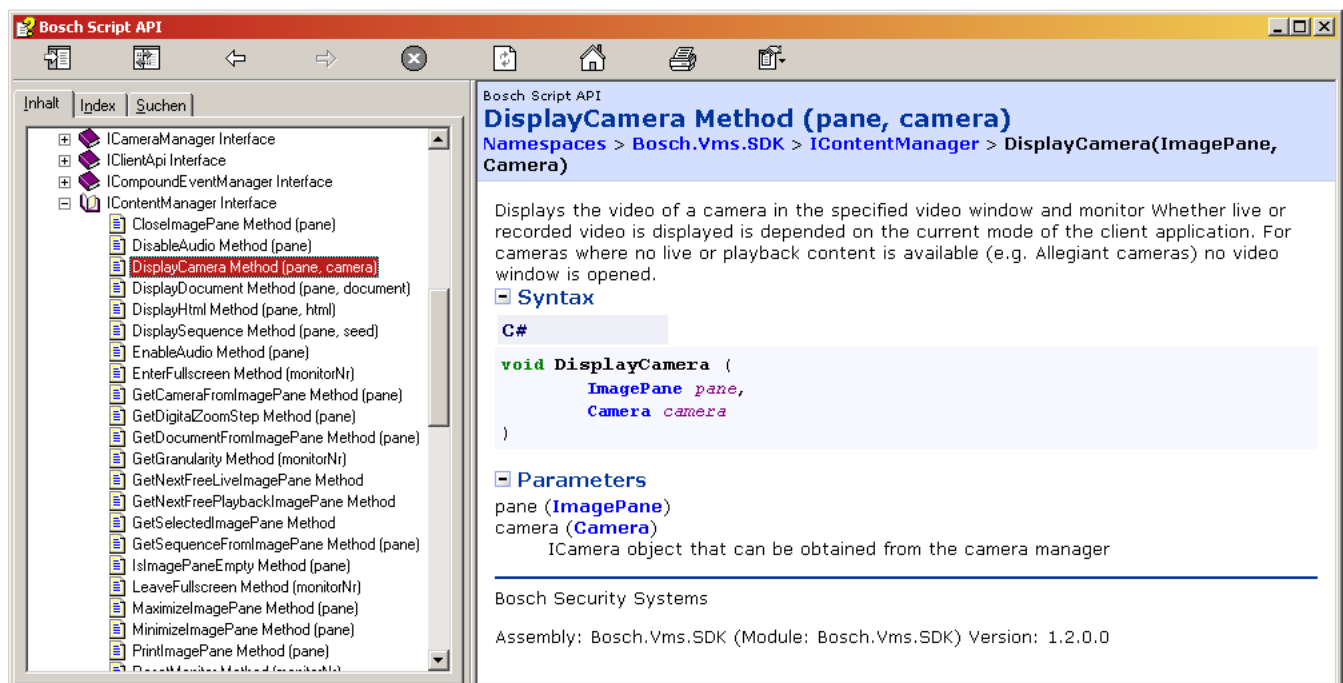 Bosch Script API
Inhalt Index Suchen
ICameraManager Interface
IClientApi Interface
ICompoundEventManager Interface
IContentManager Interface
CloseImagePane Method (pane)
DisableAudio Method (pane)
DisplayCamera Method (pane, camera)
DisplayDocument Method (pane, document)
DisplayHtml Method (pane, html)
DisplaySequence Method (pane, seed)
EnableAudio Method (pane)
EnterFullscreen Method (monitorNr)
GetCameraFromImagePane Method (pane)
GetDigitalZoomStep Method (pane)
GetDocumentFromImagePane Method (pane)
GetGranularity Method (monitorNr)
GetNextFreeLiveImagePane Method
GetNextFreePlaybackImagePane Method
GetSelectedImagePane Method
GetSequenceFromImagePane Method (pane)
IsImagePaneEmpty Method (pane)
LeaveFullscreen Method (monitorNr)
MaximizeImagePane Method (pane)
MinimizeImagePane Method (pane)
PrintImagePane Method (pane)
Bosch Script API
DisplayCamera Method (pane, camera)
Namespaces > Bosch.Vms.SDK > IContentManager > DisplayCamera(ImagePane,
Camera)
Displays the video of a camera in the specified video window and monitor Whether live or
recorded video is displayed is depended on the current mode of the client application. For
cameras where no live or playback content is available (e.g. Allegiant cameras) no video
window is opened.
Syntax
C#
void DisplayCamera (
ImagePane pane,
Camera camera
)
Parameters
pane (ImagePane)
camera (Camera)
ICamera object that can be obtained from the camera manager
Bosch Security Systems
Assembly: Bosch.Vms.SDK (Module: Bosch.Vms.SDK) Version: 1.2.0.0